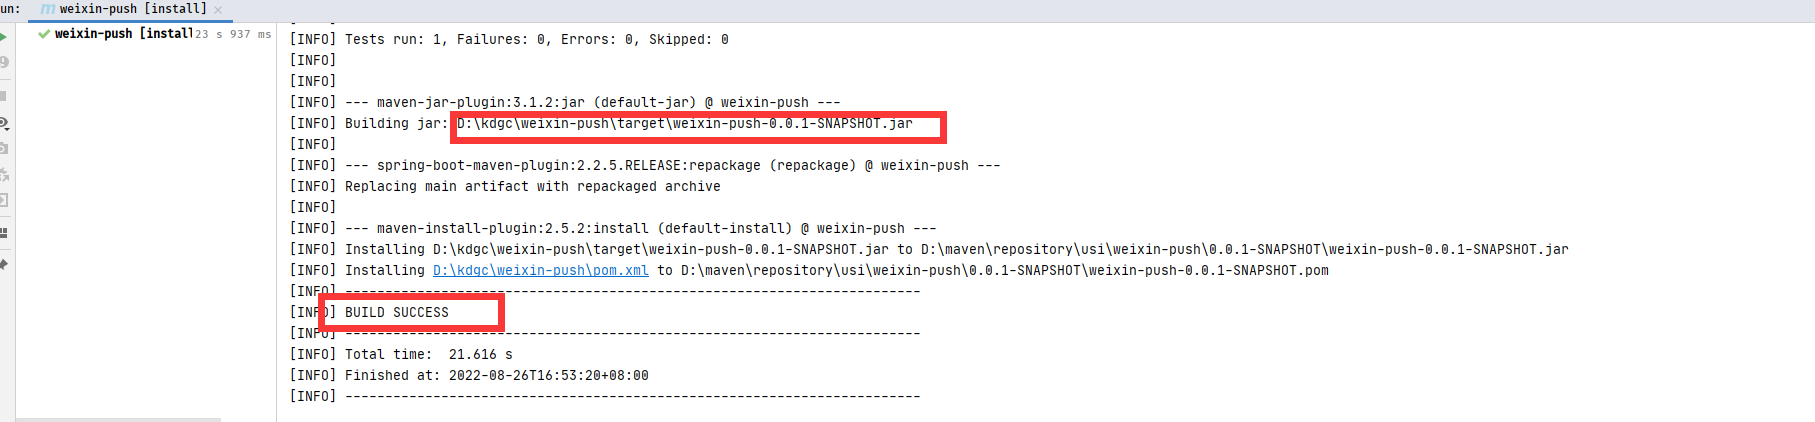 un: weixin-push [install]
weixin-push [install 23 s 937 ms
[INFO] Tests run: 1, Failures: 0, Errors: 0, Skipped: 0
[INFO]
[INFO]
[INFO] --- maven-jar-plugin:3.1.2:jar (default-jar) @ weixin-push ---
[INFO] Building jar: D:\kdgc\weixin-push\target\weixin-push-0.0.1-SNAPSHOT.jar
[INFO]
[INFO] --- spring-boot-maven-plugin:2.2.5.RELEASE:repackage (repackage) @ weixin-push ---
[INFO] Replacing main artifact with repackaged archive
[INFO]
[INFO] --- maven-install-plugin:2.5.2:install (default-install) @ weixin-push ---
[INFO] Installing D:\kdgc\weixin-push\target\weixin-push-0.0.1-SNAPSHOT.jar to D:\maven\repository\usi\weixin-push\0.0.1-SNAPSHOT\weixin-push-0.0.1-SNAPSHOT.jar
[INFO] Installing D:\kdgc\weixin-push\pom.xml to D:\maven\repository\usi\weixin-push\0.0.1-SNAPSHOT\weixin-push-0.0.1-SNAPSHOT.pom
[INFO] ------------------------------------------------------------------------
[INFO] BUILD SUCCESS
[INFO] ------------------------------------------------------------------------
[INFO] Total time:  21.616 s
[INFO] Finished at: 2022-08-26T16:53:20+08:00
[INFO] ------------------------------------------------------------------------